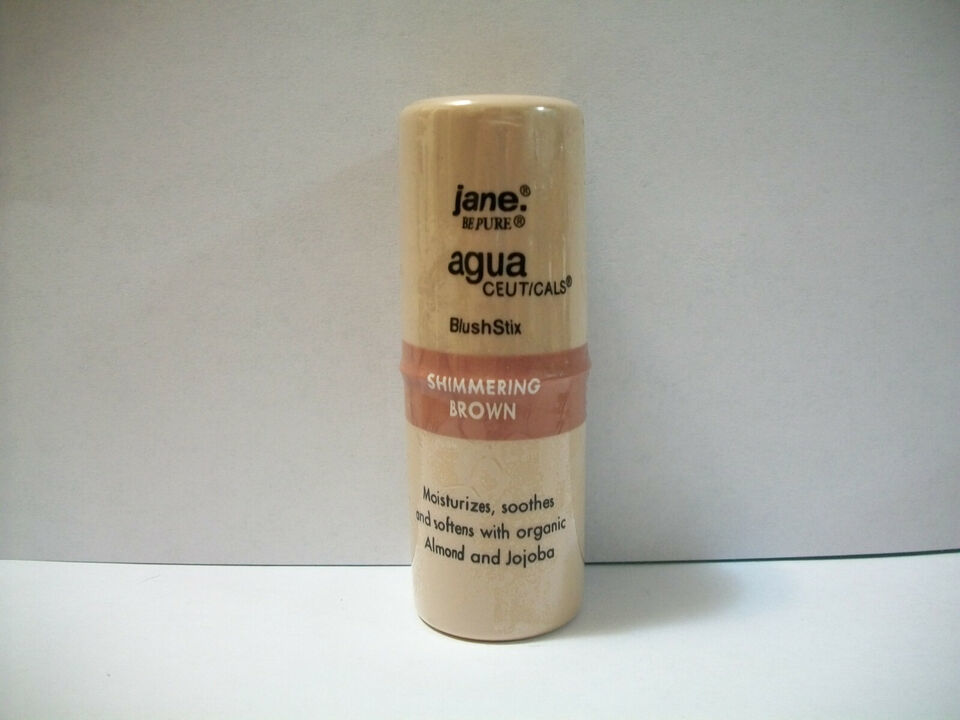 jane.®
BE PURE®
agua
CEUTICALS®
BlushStix
SHIMMERING
BROWN
Moisturizes, soothes
and softens with organic
Almond and Jojoba